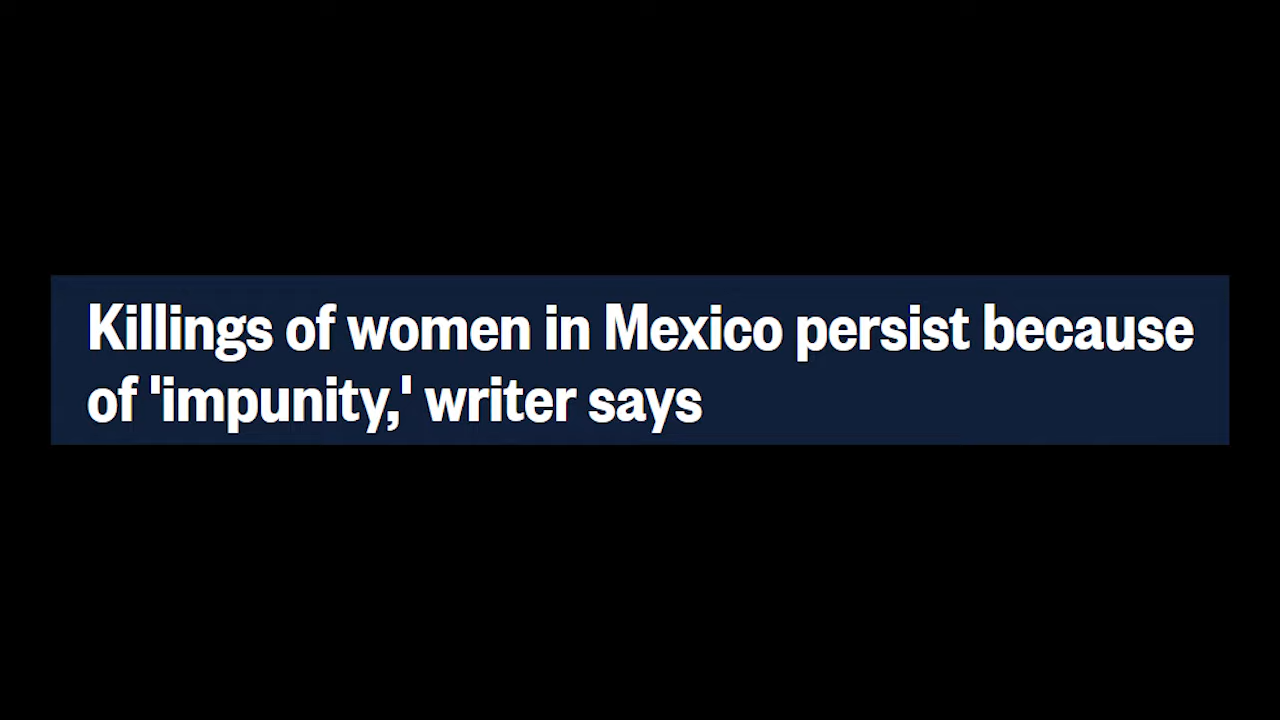 Killings of women in Mexico persist because
of 'impunity,' writer says